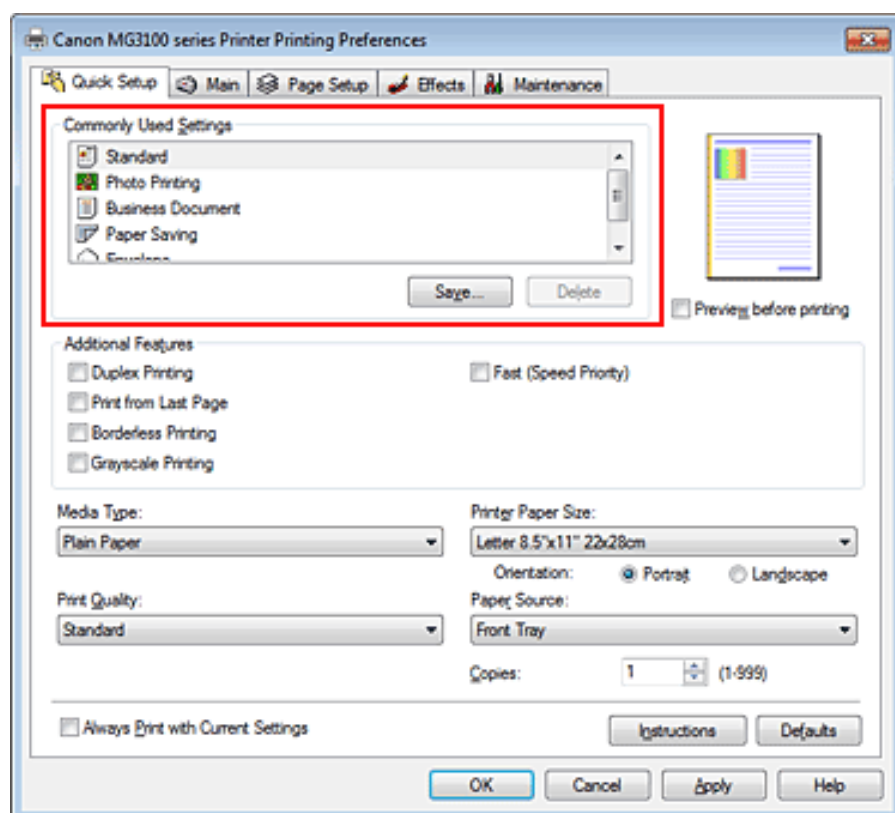 Canon MG3100 series Printer Printing Preferences
Quick Setup Main Page Setup Effects Maintenance
Commonly Used Settings
Standard
Photo Printing
Business Document
Paper Saving
Envelope
Save... Delete
Preview before printing
Additional Features
Duplex Printing Fast (Speed Priority)
Print from Last Page
Borderless Printing
Grayscale Printing
Media Type: Printer Paper Size:
Plain Paper Letter 8.5"x11" 22x28cm
Orientation: Portrait Landscape
Print Quality: Paper Source:
Standard Front Tray
Copies: 1 (1-999)
Always Print with Current Settings Instructions Defaults
OK Cancel Apply Help